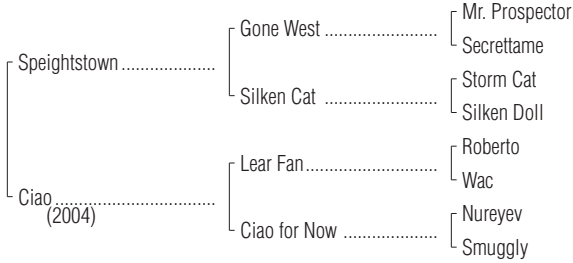 Mr. Prospector
Gone West ........................
Secrettame
Speightstown ....................
Storm Cat
Silken Cat ..............................
Silken Doll
Roberto
Lear Fan............................
Wac
Ciao..................................
(2004)
Nureyev
Ciao for Now ....................
Smuggly